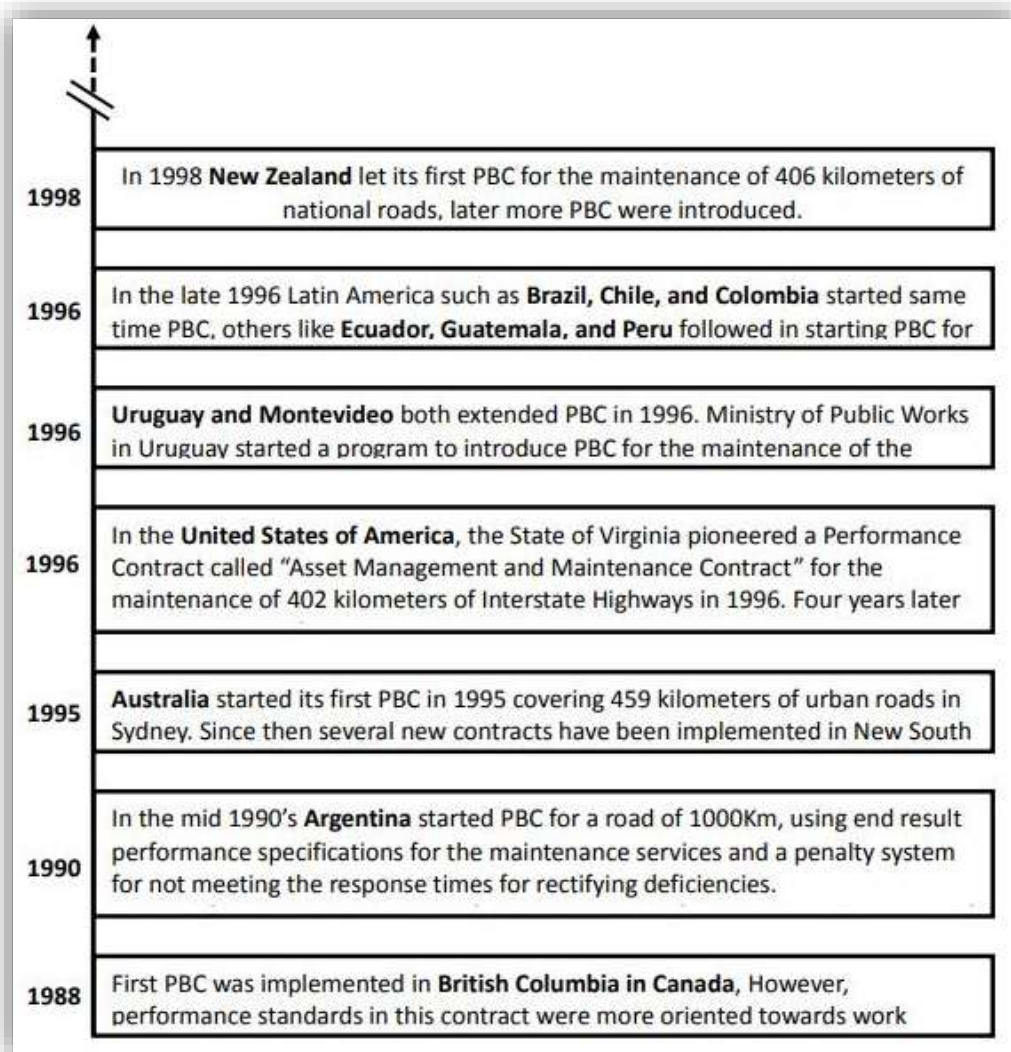 1998
In 1998 New Zealand let its first PBC for the maintenance of 406 kilometers of
national roads, later more PBC were introduced.
1996
In the late 1996 Latin America such as Brazil, Chile, and Colombia started same
time PBC, others like Ecuador, Guatemala, and Peru followed in starting PBC for
1996
Uruguay and Montevideo both extended PBC in 1996. Ministry of Public Works
in Uruguay started a program to introduce PBC for the maintenance of the
1996
In the United States of America, the State of Virginia pioneered a Performance
Contract called “Asset Management and Maintenance Contract” for the
maintenance of 402 kilometers of Interstate Highways in 1996. Four years later
1995
Australia started its first PBC in 1995 covering 459 kilometers of urban roads in
Sydney. Since then several new contracts have been implemented in New South
1990
In the mid 1990’s Argentina started PBC for a road of 1000Km, using end result
performance specifications for the maintenance services and a penalty system
for not meeting the response times for rectifying deficiencies.
1988
First PBC was implemented in British Columbia in Canada, However,
performance standards in this contract were more oriented towards work